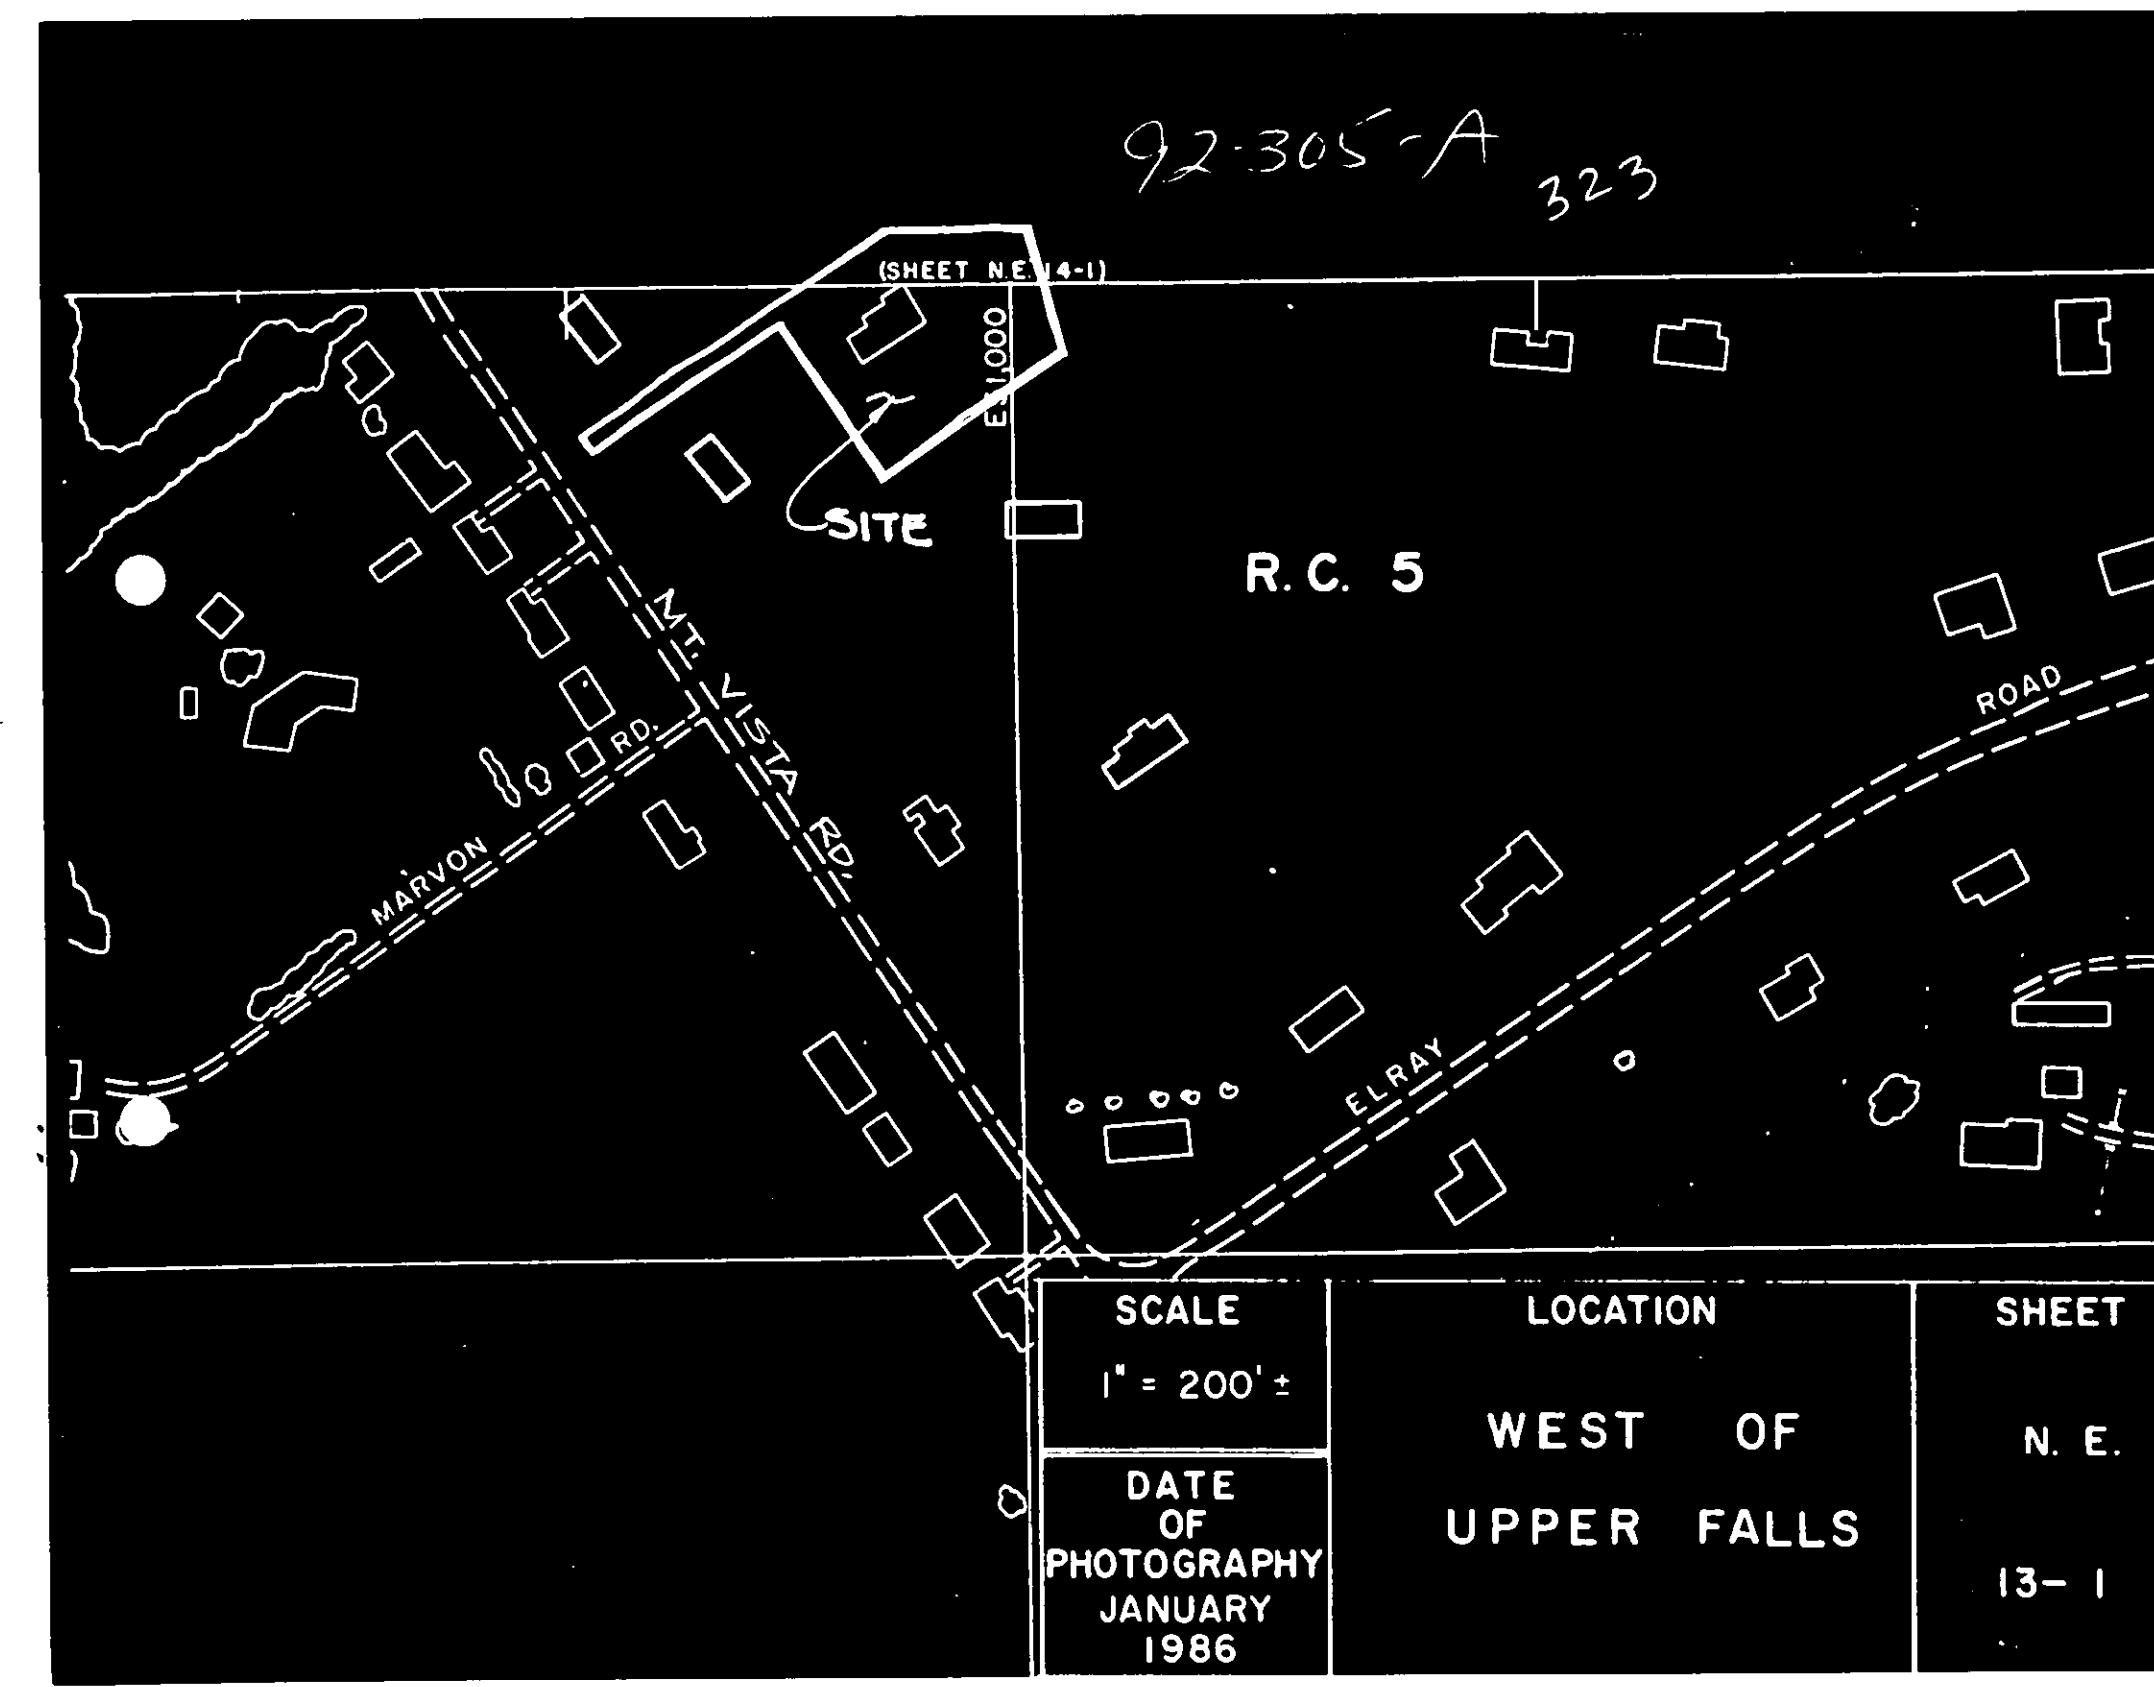 92-305-A
323
(SHEET N.E. 14-1)
E51,000
SITE
R.C. 5
MT. VISTA RD.
ROAD
RD.
MARVON
ELRAY
SCALE
1" = 200' ±
DATE
OF
PHOTOGRAPHY
JANUARY
1986
LOCATION
WEST OF
UPPER FALLS
SHEET
N. E.
13-1